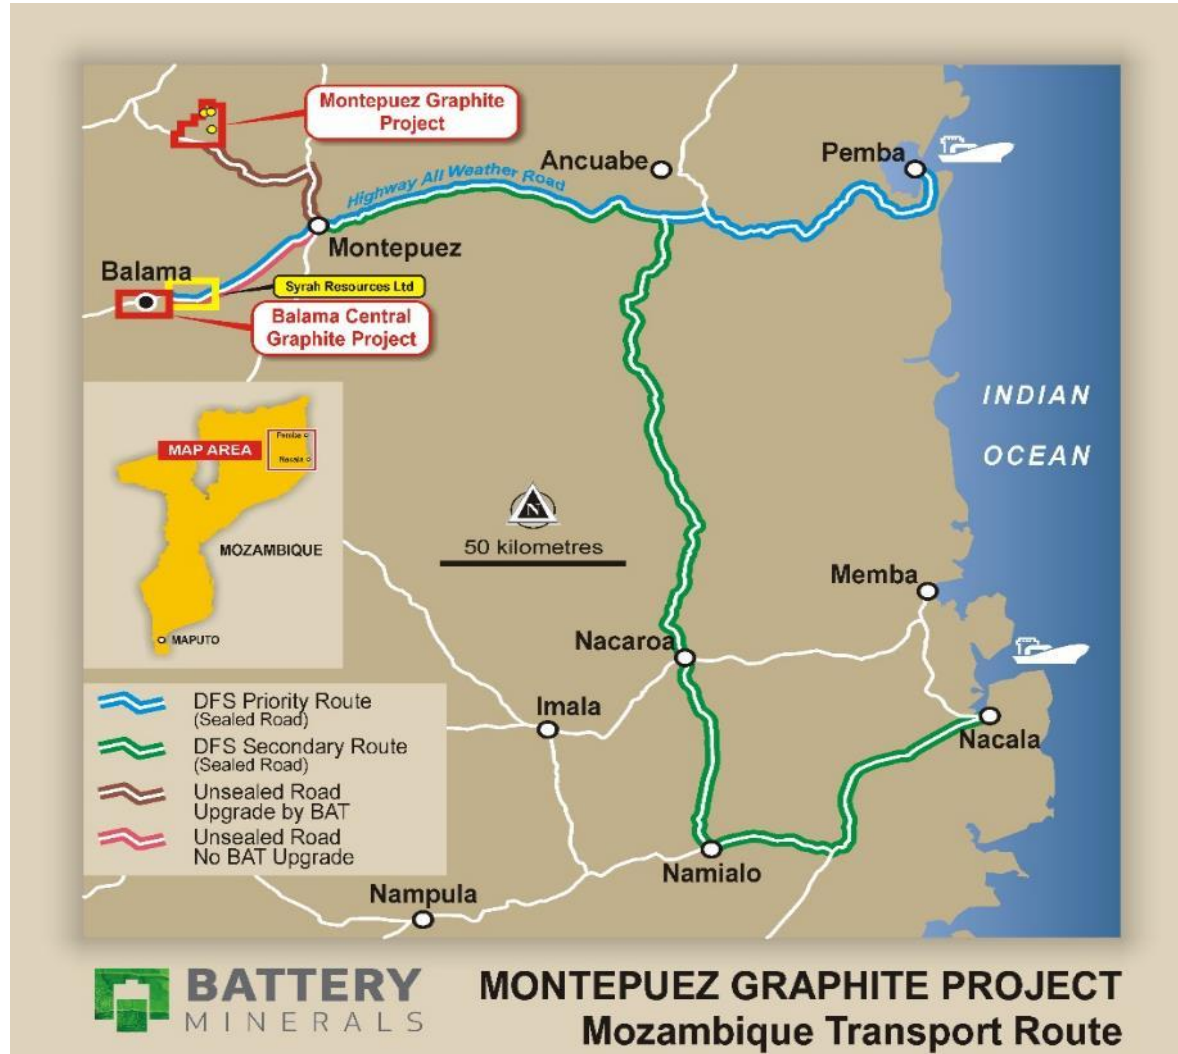 Montepuez Graphite
Project
Ancuabe
Pemba
Highway All Weather Road
Montepuez
Balama
Syrah Resources Ltd
Balama Central
Graphite Project
INDIAN
OCEAN
Pemba
MAP AREA
Nacala
N
50 kilometres
MOZAMBIQUE
Memba
MAPUTO
Nacaroa
DFS Priority Route
(Sealed Road)
Imala
Nacala
DFS Secondary Route
(Sealed Road)
Unsealed Road
Upgrade by BAT
Unsealed Road
No BAT Upgrade
Namialo
Nampula
BATTERY
MINERALS
MONTEPUEZ GRAPHITE PROJECT
Mozambique Transport Route